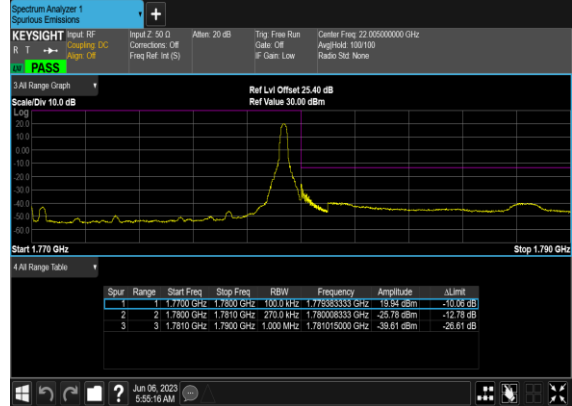 Spectrum Analyzer 1
Spurious Emissions
+
KEYSIGHT Input: RF Input Z: 50 Ω Atten: 20 dB Trig: Free Run Center Freq: 22.005000000 GHz
R T Coupling: DC Corrections: Off Gate: Off Avg|Hold: 100/100
Align: Off Freq Ref: Int (S) IF Gain: Low Radio Std: None
PASS
3 All Range Graph
Ref Lvl Offset 25.40 dB
Scale/Div 10.0 dB Ref Value 30.00 dBm
Log
20.0
10.0
0.00
-10.0
-20.0
-30.0
-40.0
-50.0
-60.0
Start 1.770 GHz Stop 1.790 GHz
4 All Range Table
Spur Range Start Freq Stop Freq RBW Frequency Amplitude ΔLimit
1 1 1.7700 GHz 1.7800 GHz 100.0 kHz 1.779383333 GHz 19.94 dBm -10.06 dB
2 2 1.7800 GHz 1.7810 GHz 270.0 kHz 1.780008333 GHz -25.78 dBm -12.78 dB
3 3 1.7810 GHz 1.7900 GHz 1.000 MHz 1.781015000 GHz -39.61 dBm -26.61 dB
?
Jun 06, 2023
5:55:16 AM